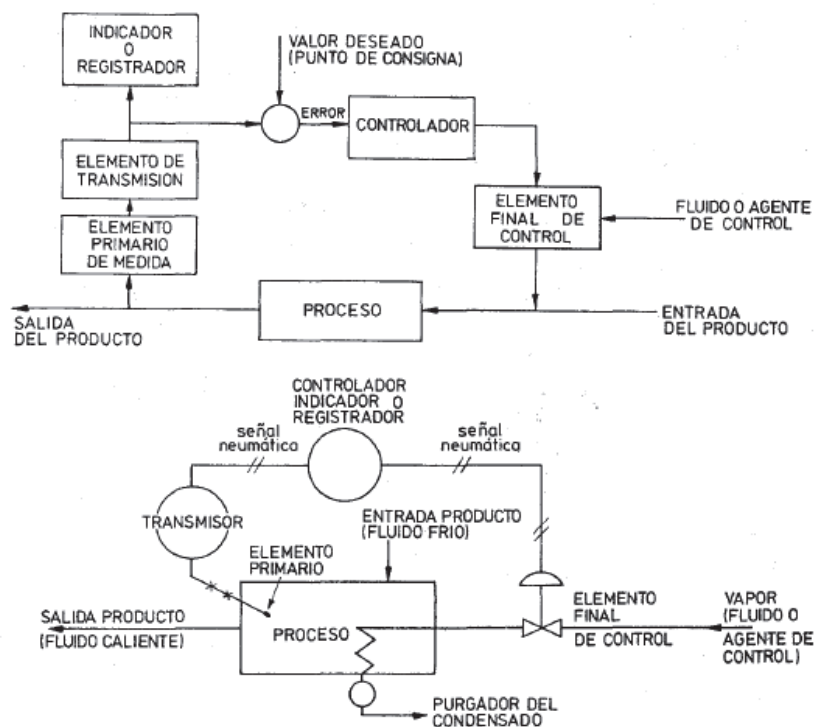 INDICADOR
O
REGISTRADOR
VALOR DESEADO
(PUNTO DE CONSIGNA)
ERROR
CONTROLADOR
ELEMENTO DE
TRANSMISION
ELEMENTO
PRIMARIO
DE MEDIDA
ELEMENTO
FINAL DE
CONTROL
FLUIDO O AGENTE
DE CONTROL
PROCESO
SALIDA
DEL PRODUCTO
ENTRADA
DEL PRODUCTO
CONTROLADOR
INDICADOR O
REGISTRADOR
señal
neumática
señal
neumática
TRANSMISOR
ENTRADA PRODUCTO
(FLUIDO FRIO)
ELEMENTO
PRIMARIO
SALIDA PRODUCTO
(FLUIDO CALIENTE)
PROCESO
ELEMENTO
FINAL
DE CONTROL
VAPOR
(FLUIDO O
AGENTE DE
CONTROL)
PURGADOR DEL
CONDENSADO